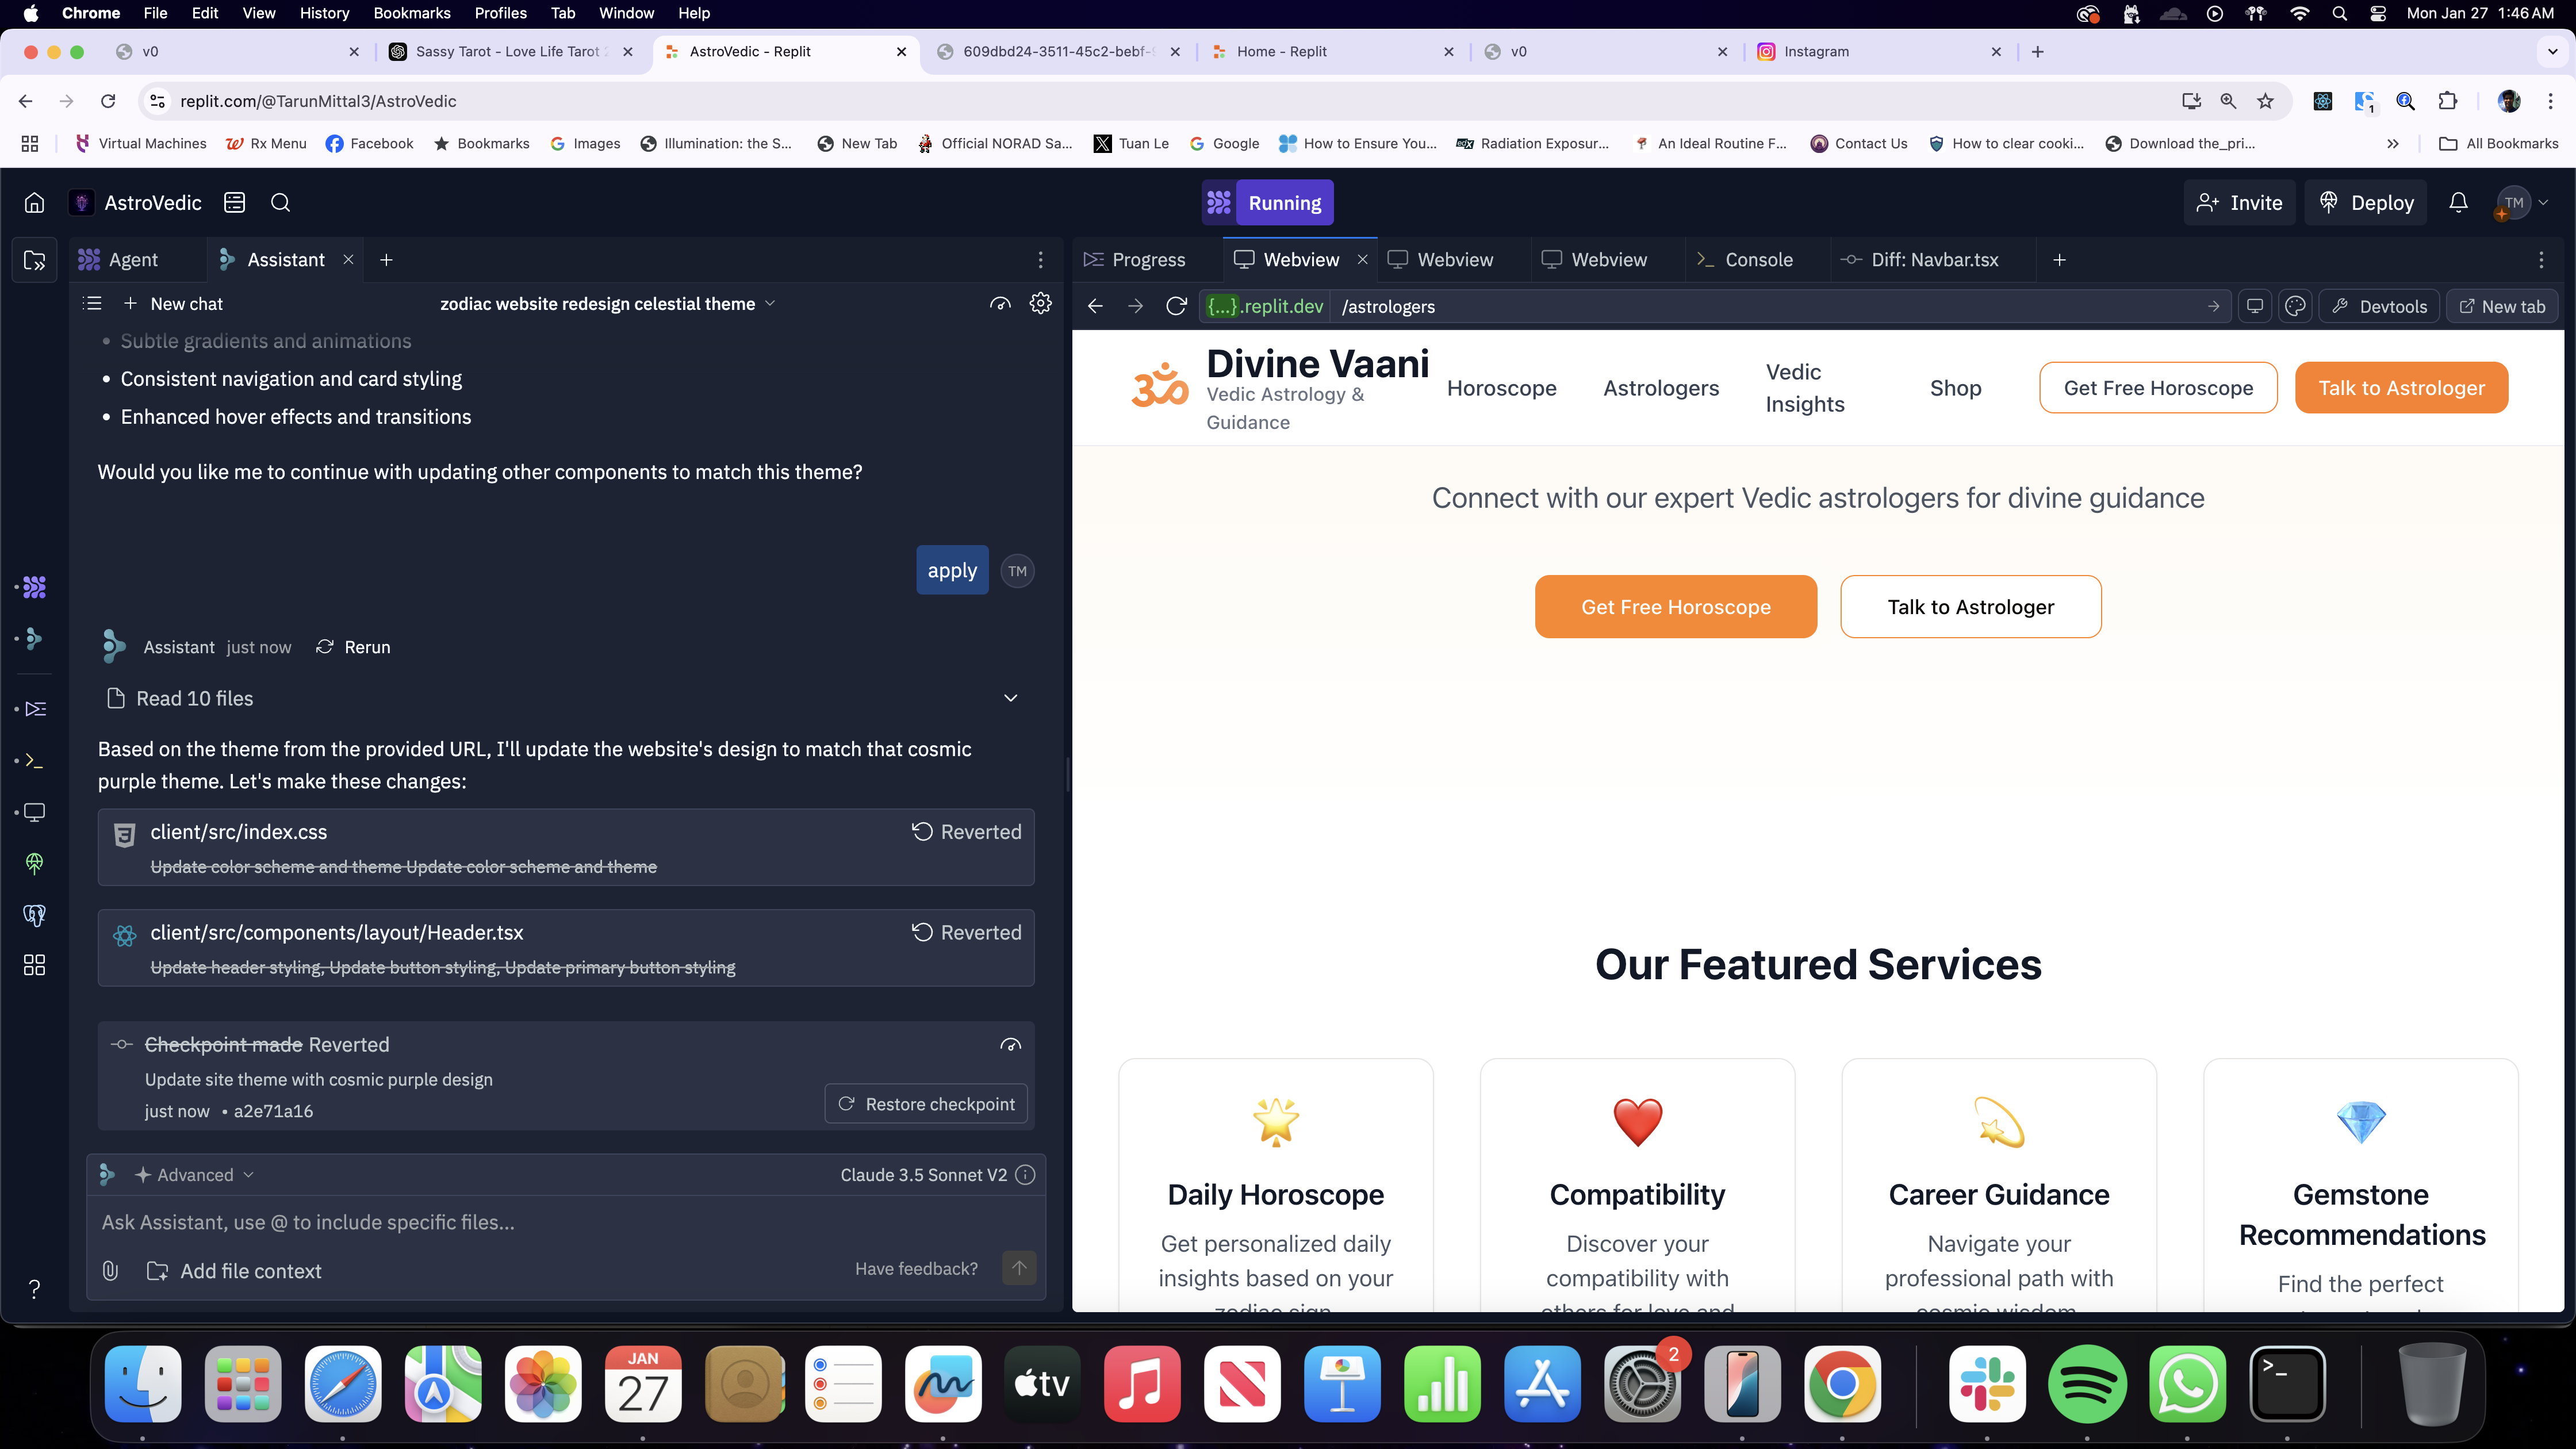 Chrome File Edit View History Bookmarks Profiles Tab Window Help Mon Jan 27 1:46 AM
v0
Sassy Tarot - Love Life Tarot
AstroVedic - Replit
609dbd24-3511-45c2-bebf-
Home - Replit
v0
Instagram
replit.com/@TarunMittal3/AstroVedic
1
Virtual Machines
Rx Menu
Facebook
Bookmarks
Images
Illumination: the S...
New Tab
Official NORAD Sa...
Tuan Le
Google
How to Ensure You...
Radiation Exposur...
An Ideal Routine F...
Contact Us
How to clear cooki...
Download the_pri...
All Bookmarks
AstroVedic
Running
Invite
Deploy
TM
Agent
Assistant
New chat
zodiac website redesign celestial theme
• Subtle gradients and animations
• Consistent navigation and card styling
• Enhanced hover effects and transitions
Would you like me to continue with updating other components to match this theme?
apply
TM
Assistant just now Rerun
Read 10 files
Based on the theme from the provided URL, I'll update the website's design to match that cosmic
purple theme. Let's make these changes:
client/src/index.css Reverted
Update color scheme and theme Update color scheme and theme
client/src/components/layout/Header.tsx Reverted
Update header styling, Update button styling, Update primary button styling
Checkpoint made Reverted
Update site theme with cosmic purple design
just now • a2e71a16
Restore checkpoint
Advanced
Claude 3.5 Sonnet V2
Ask Assistant, use @ to include specific files...
Add file context
Have feedback?
?
Progress
Webview
Webview
Webview
Console
Diff: Navbar.tsx
{...}.replit.dev /astrologers
Devtools
New tab
ॐ
Divine Vaani
Vedic Astrology &
Guidance
Horoscope
Astrologers
Vedic
Insights
Shop
Get Free Horoscope
Talk to Astrologer
Connect with our expert Vedic astrologers for divine guidance
Get Free Horoscope
Talk to Astrologer
Our Featured Services
Daily Horoscope
Get personalized daily
insights based on your
zodiac sign
Compatibility
Discover your
compatibility with
others for love and
Career Guidance
Navigate your
professional path with
cosmic wisdom
Gemstone
Recommendations
Find the perfect
JAN
27
tv
2
>_